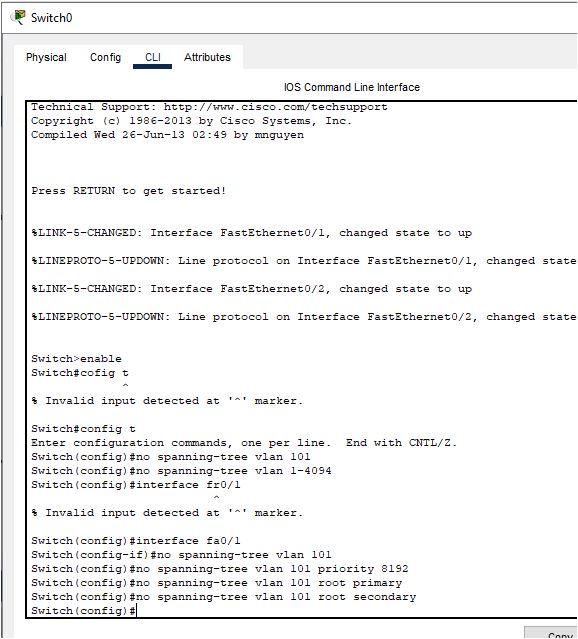 Switch0
Physical Config CLI Attributes
IOS Command Line Interface
Technical Support: http://www.cisco.com/techsupport
Copyright (c) 1986-2013 by Cisco Systems, Inc.
Compiled Wed 26-Jun-13 02:49 by mnguyen
Press RETURN to get started!
%LINK-5-CHANGED: Interface FastEthernet0/1, changed state to up
%LINEPROTO-5-UPDOWN: Line protocol on Interface FastEthernet0/1, changed state
%LINK-5-CHANGED: Interface FastEthernet0/2, changed state to up
%LINEPROTO-5-UPDOWN: Line protocol on Interface FastEthernet0/2, changed state
Switch>enable
Switch#cofig t
^
% Invalid input detected at '^' marker.
Switch#config t
Enter configuration commands, one per line. End with CNTL/Z.
Switch(config)#no spanning-tree vlan 101
Switch(config)#no spanning-tree vlan 1-4094
Switch(config)#interface fr0/1
^
% Invalid input detected at '^' marker.
Switch(config)#interface fa0/1
Switch(config-if)#no spanning-tree vlan 101
Switch(config)#no spanning-tree vlan 101 priority 8192
Switch(config)#no spanning-tree vlan 101 root primary
Switch(config)#no spanning-tree vlan 101 root secondary
Switch(config)#
Copy